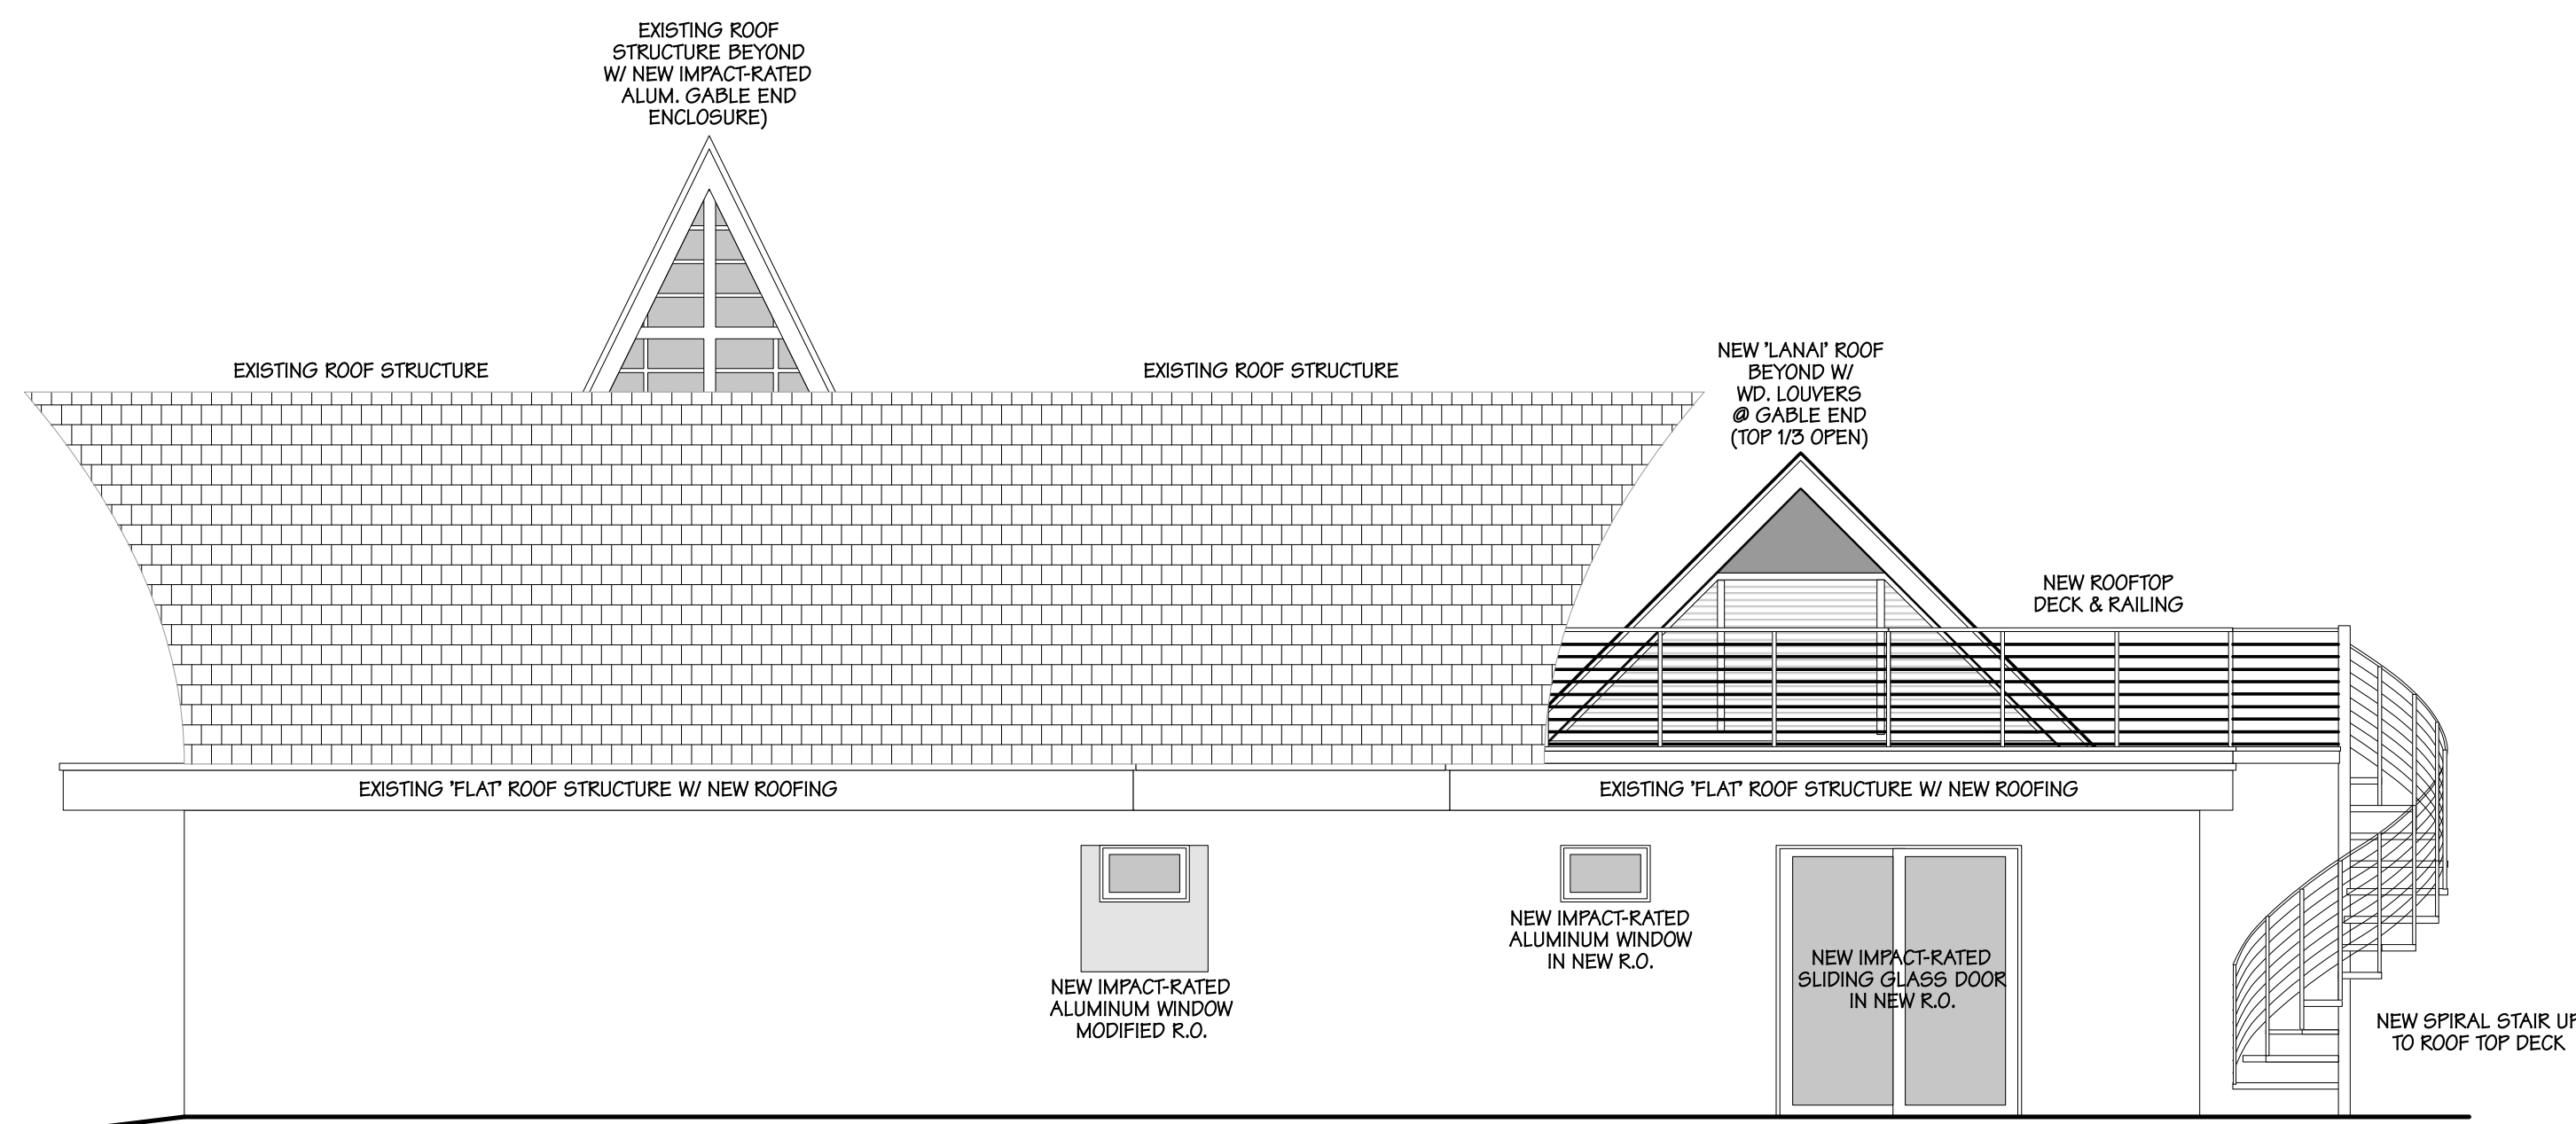 EXISTING ROOF
STRUCTURE BEYOND
W/ NEW IMPACT-RATED
ALUM. GABLE END
ENCLOSURE)
EXISTING ROOF STRUCTURE
EXISTING ROOF STRUCTURE
NEW 'LANAI' ROOF
BEYOND W/
WD. LOUVERS
@ GABLE END
(TOP 1/3 OPEN)
NEW ROOFTOP
DECK & RAILING
EXISTING 'FLAT' ROOF STRUCTURE W/ NEW ROOFING
EXISTING 'FLAT' ROOF STRUCTURE W/ NEW ROOFING
NEW IMPACT-RATED
ALUMINUM WINDOW
MODIFIED R.O.
NEW IMPACT-RATED
ALUMINUM WINDOW
IN NEW R.O.
NEW IMPACT-RATED
SLIDING GLASS DOOR
IN NEW R.O.
NEW SPIRAL STAIR UP
TO ROOF TOP DECK